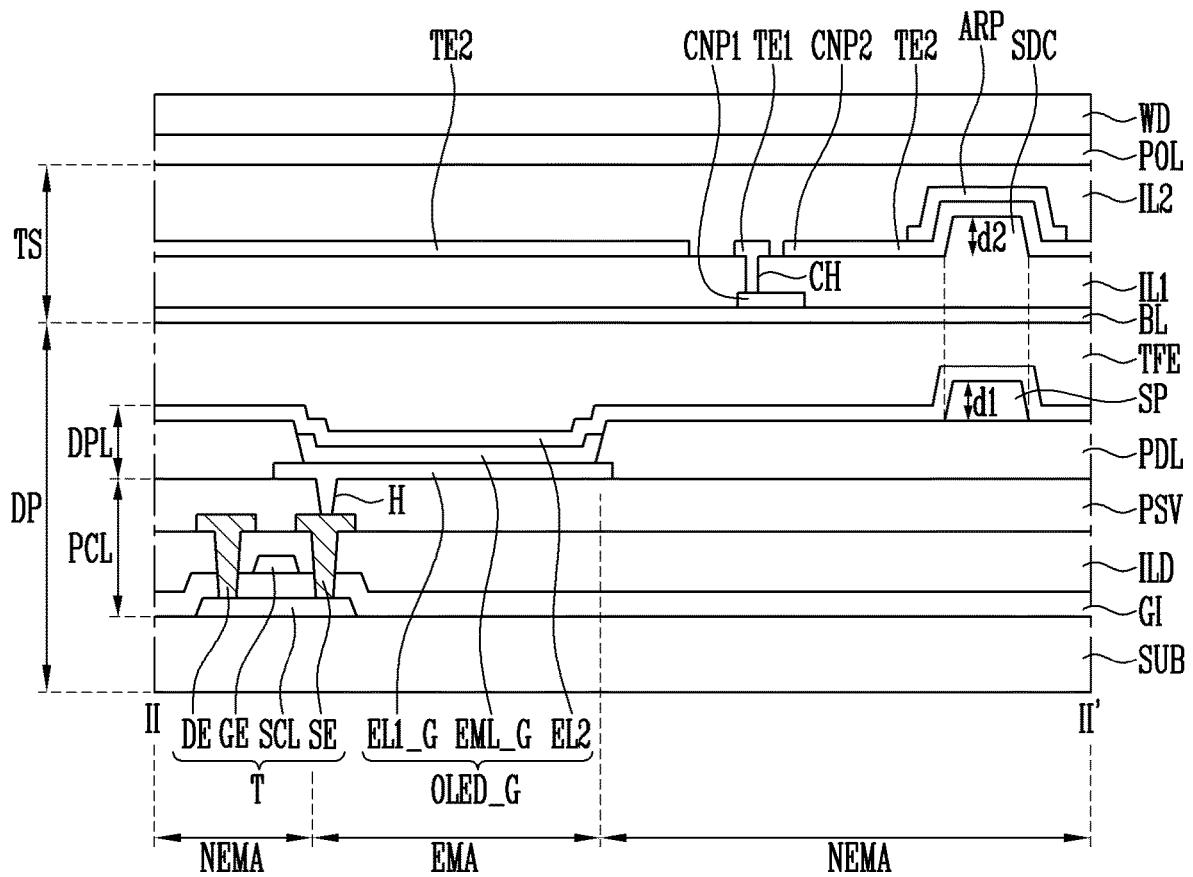 ARP
TE2 CNP1 TE1 CNP2 TE2 SDC
WD
POL
IL2
TS
d2
CH
IL1
BL
TFE
SP
d1
DPL
PDL
DP
H
PSV
PCL
ILD
GI
SUB
II II'
DE GE SCL SE EL1_G EML_G EL2
T OLED_G
NEMA EMA NEMA